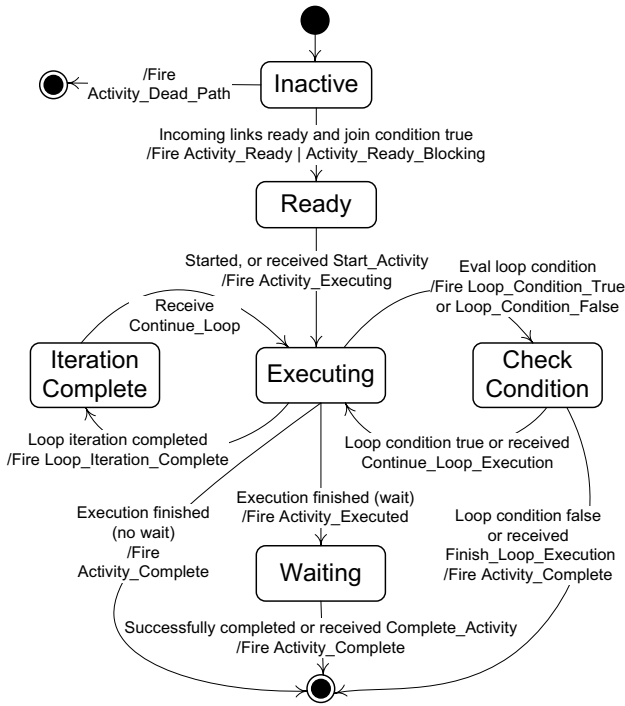 /Fire
Activity_Dead_Path
Inactive
Incoming links ready and join condition true
/Fire Activity_Ready | Activity_Ready_Blocking
Ready
Started, or received Start_Activity
/Fire Activity_Executing
Eval loop condition
/Fire Loop_Condition_True
or Loop_Condition_False
Receive
Continue_Loop
Iteration
Complete
Executing
Check
Condition
Loop iteration completed
/Fire Loop_Iteration_Complete
Loop condition true or received
Continue_Loop_Execution
Execution finished
(no wait)
/Fire
Activity_Complete
Execution finished (wait)
/Fire Activity_Executed
Loop condition false
or received
Finish_Loop_Execution
/Fire Activity_Complete
Waiting
Successfully completed or received Complete_Activity
/Fire Activity_Complete